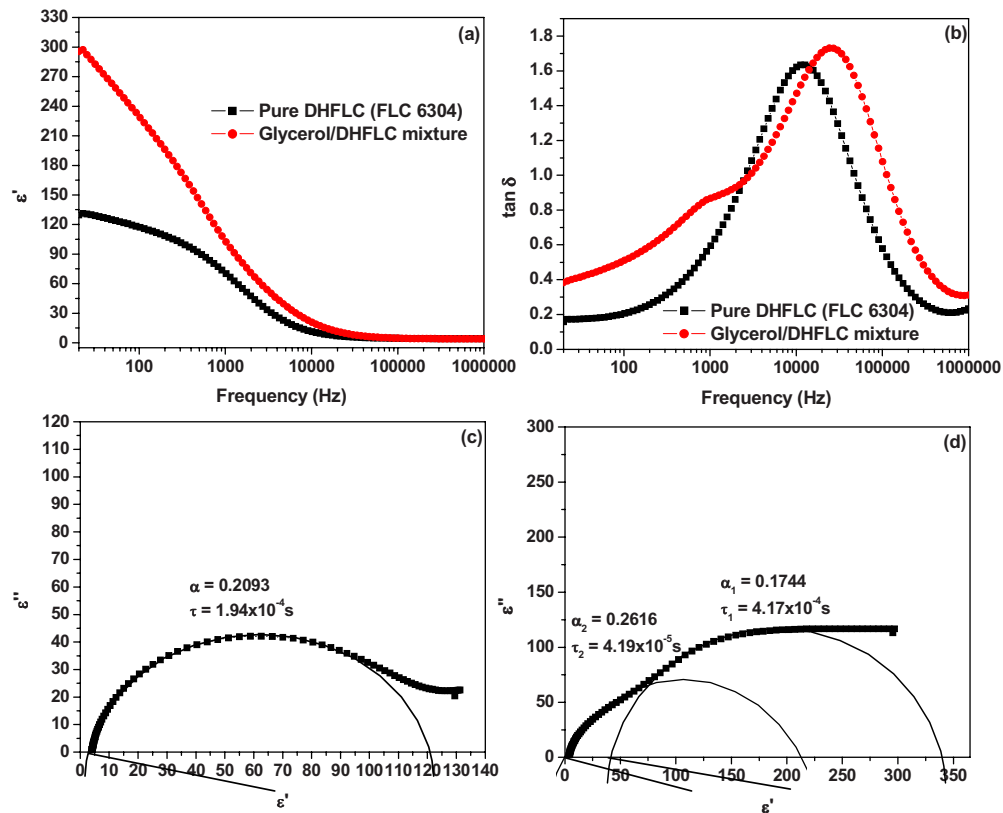 (a)
330
300
270
240
210
180
150
120
90
60
30
0
ε'
Pure DHFLC (FLC 6304)
Glycerol/DHFLC mixture
100 1000 10000 100000 1000000
Frequency (Hz)
(b)
1.8
1.6
1.4
1.2
1.0
0.8
0.6
0.4
0.2
0.0
tan δ
Pure DHFLC (FLC 6304)
Glycerol/DHFLC mixture
100 1000 10000 100000 1000000
Frequency (Hz)
(c)
120
110
100
90
80
70
60
50
40
30
20
10
0
ε''
α = 0.2093
τ = 1.94x10⁻⁴s
0 10 20 30 40 50 60 70 80 90 100 110 120 130 140
ε'
(d)
300
250
200
150
100
50
0
ε''
α₁ = 0.1744
τ₁ = 4.17x10⁻⁴s
α₂ = 0.2616
τ₂ = 4.19x10⁻⁵s
0 50 100 150 200 250 300 350
ε'